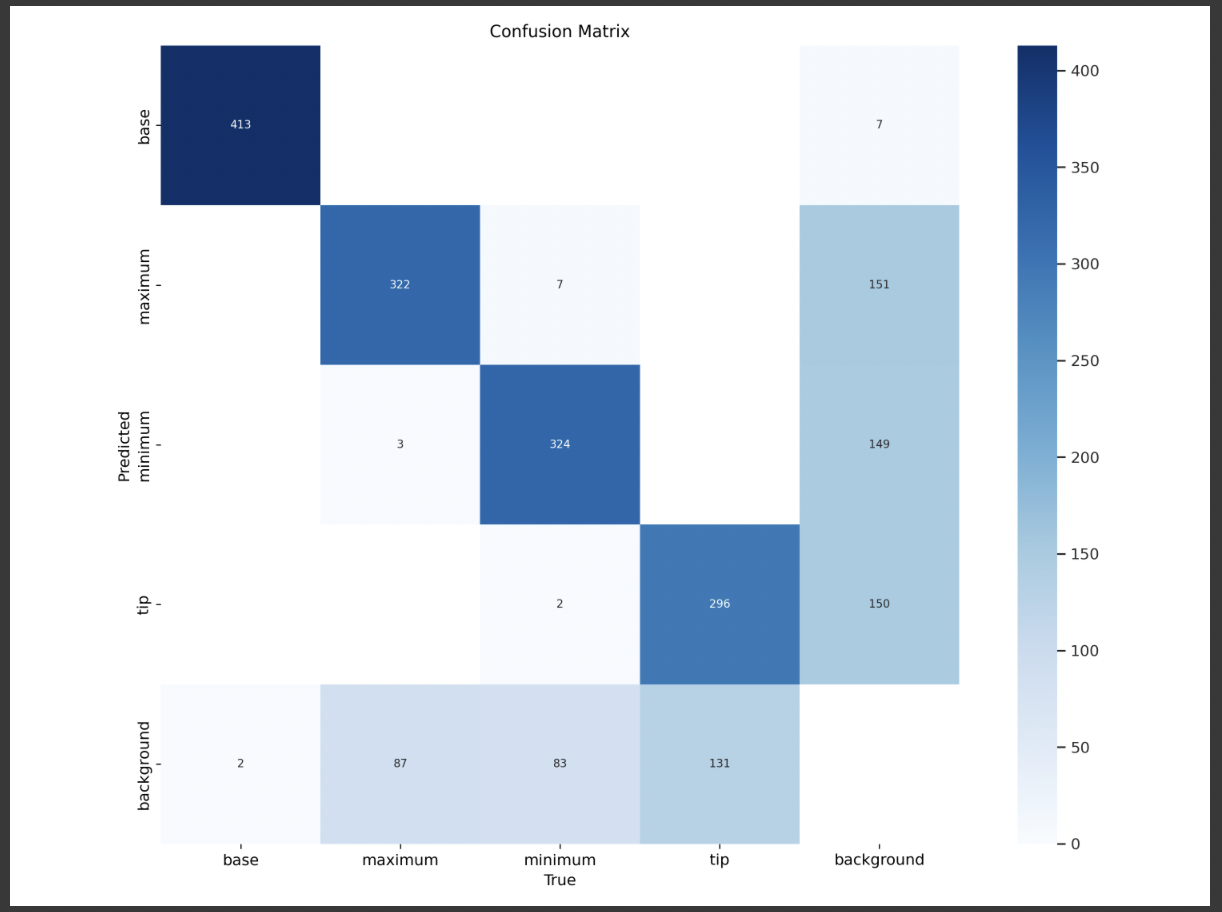 Confusion Matrix
base
413
7
400
350
maximum
322
7
151
300
250
Predicted
minimum
3
324
149
200
150
tip
2
296
150
100
background
2
87
83
131
50
0
base
maximum
minimum
tip
background
True